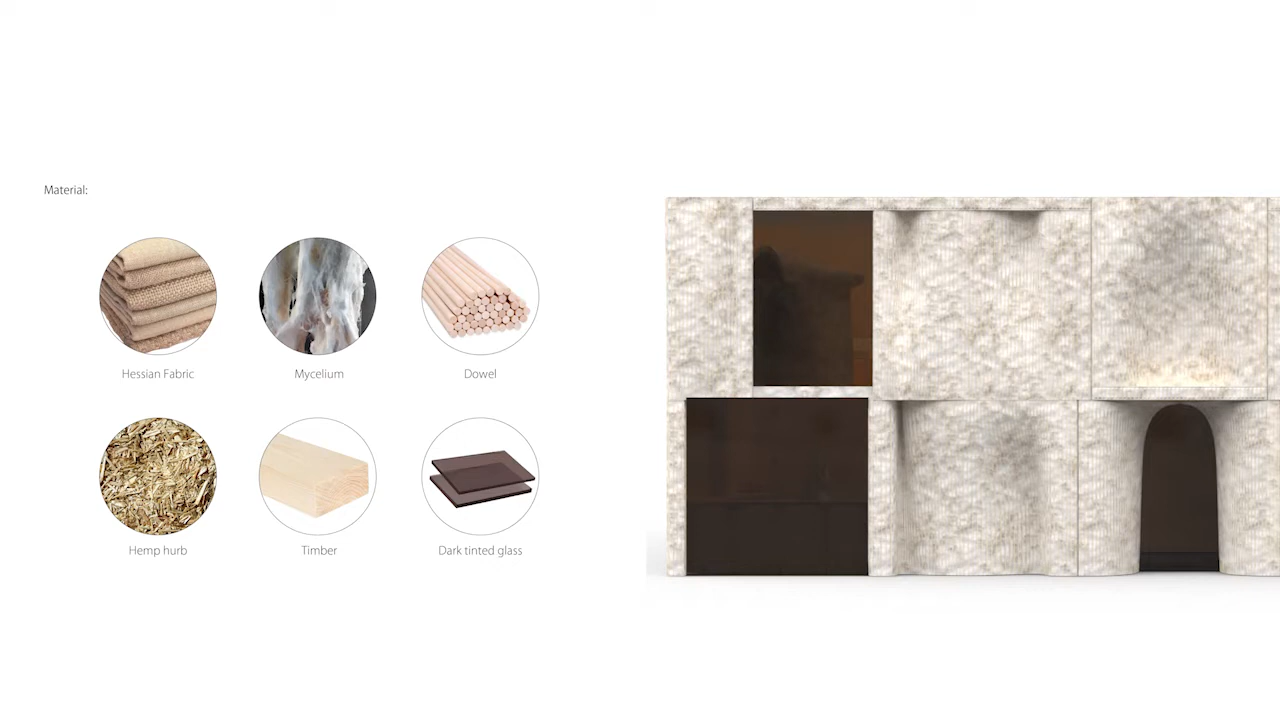 Material:
Hessian Fabric
Mycelium
Dowel
Hemp hurb
Timber
Dark tinted glass